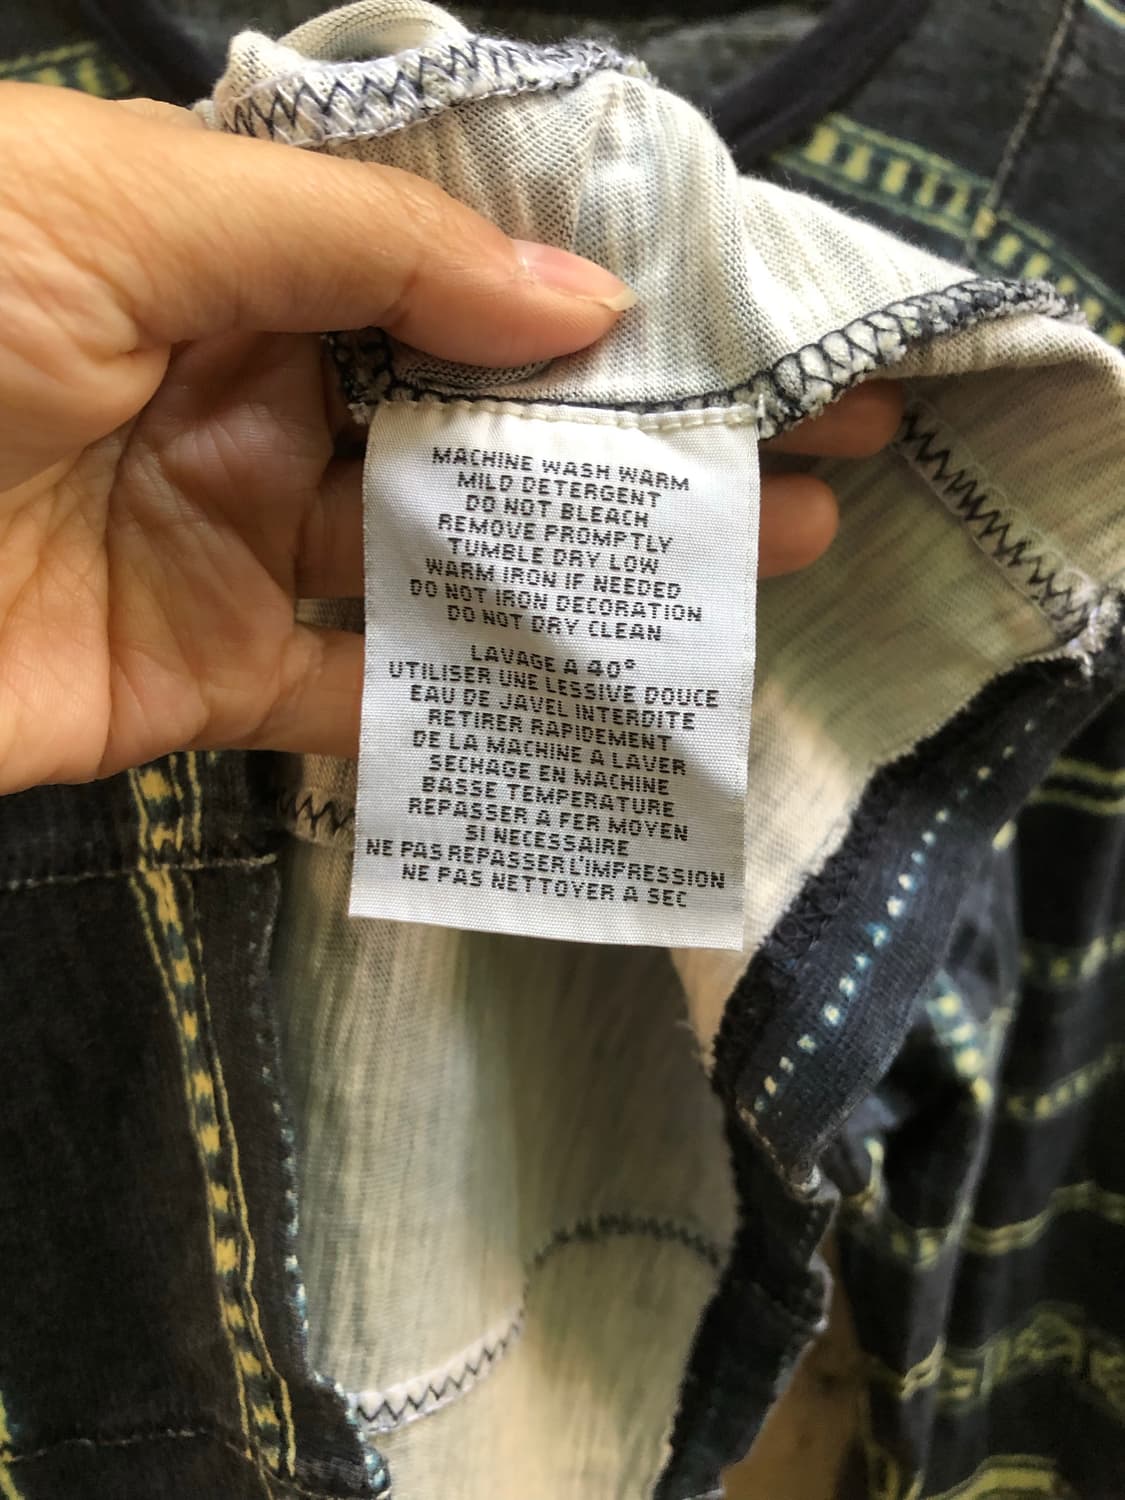 MACHINE WASH WARM
MILD DETERGENT
DO NOT BLEACH
REMOVE PROMPTLY
TUMBLE DRY LOW
WARM IRON IF NEEDED
DO NOT IRON DECORATION
DO NOT DRY CLEAN
LAVAGE A 40°
UTILISER UNE LESSIVE DOUCE
EAU DE JAVEL INTERDITE
RETIRER RAPIDEMENT
DE LA MACHINE A LAVER
SECHAGE EN MACHINE
BASSE TEMPERATURE
REPASSER A FER MOYEN
SI NECESSAIRE
NE PAS REPASSER L'IMPRESSION
NE PAS NETTOYER A SEC